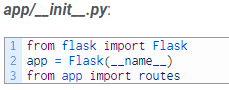 app/__init__.py:
1 from flask import Flask
2 app = Flask(__name__)
3 from app import routes